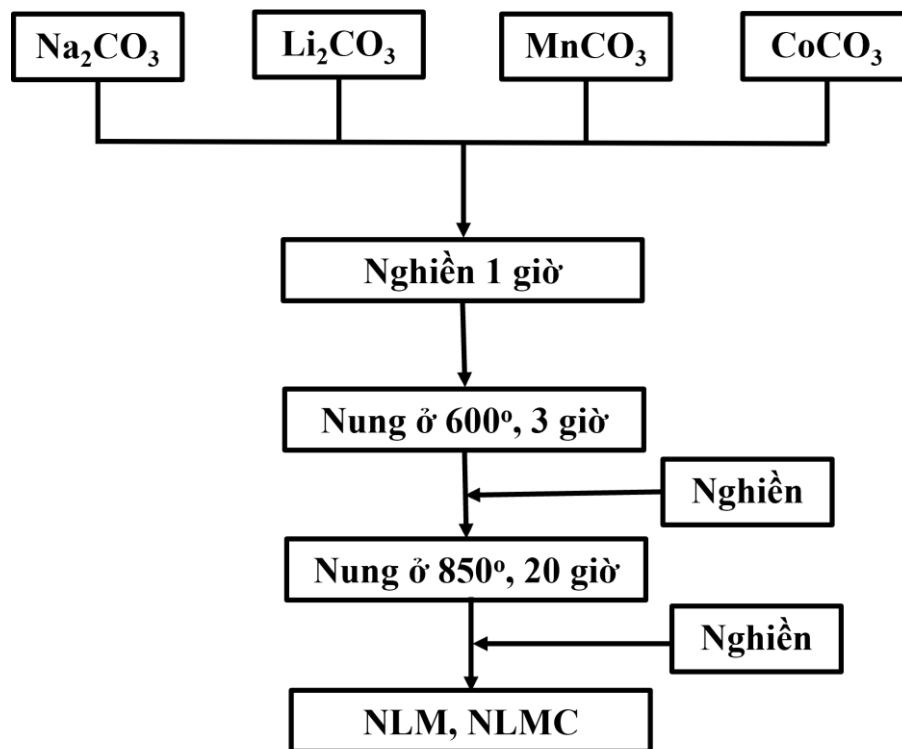 Na₂CO₃
Li₂CO₃
MnCO₃
CoCO₃
Nghiền 1 giờ
Nung ở 600º, 3 giờ
Nghiền
Nung ở 850º, 20 giờ
Nghiền
NLM, NLMC